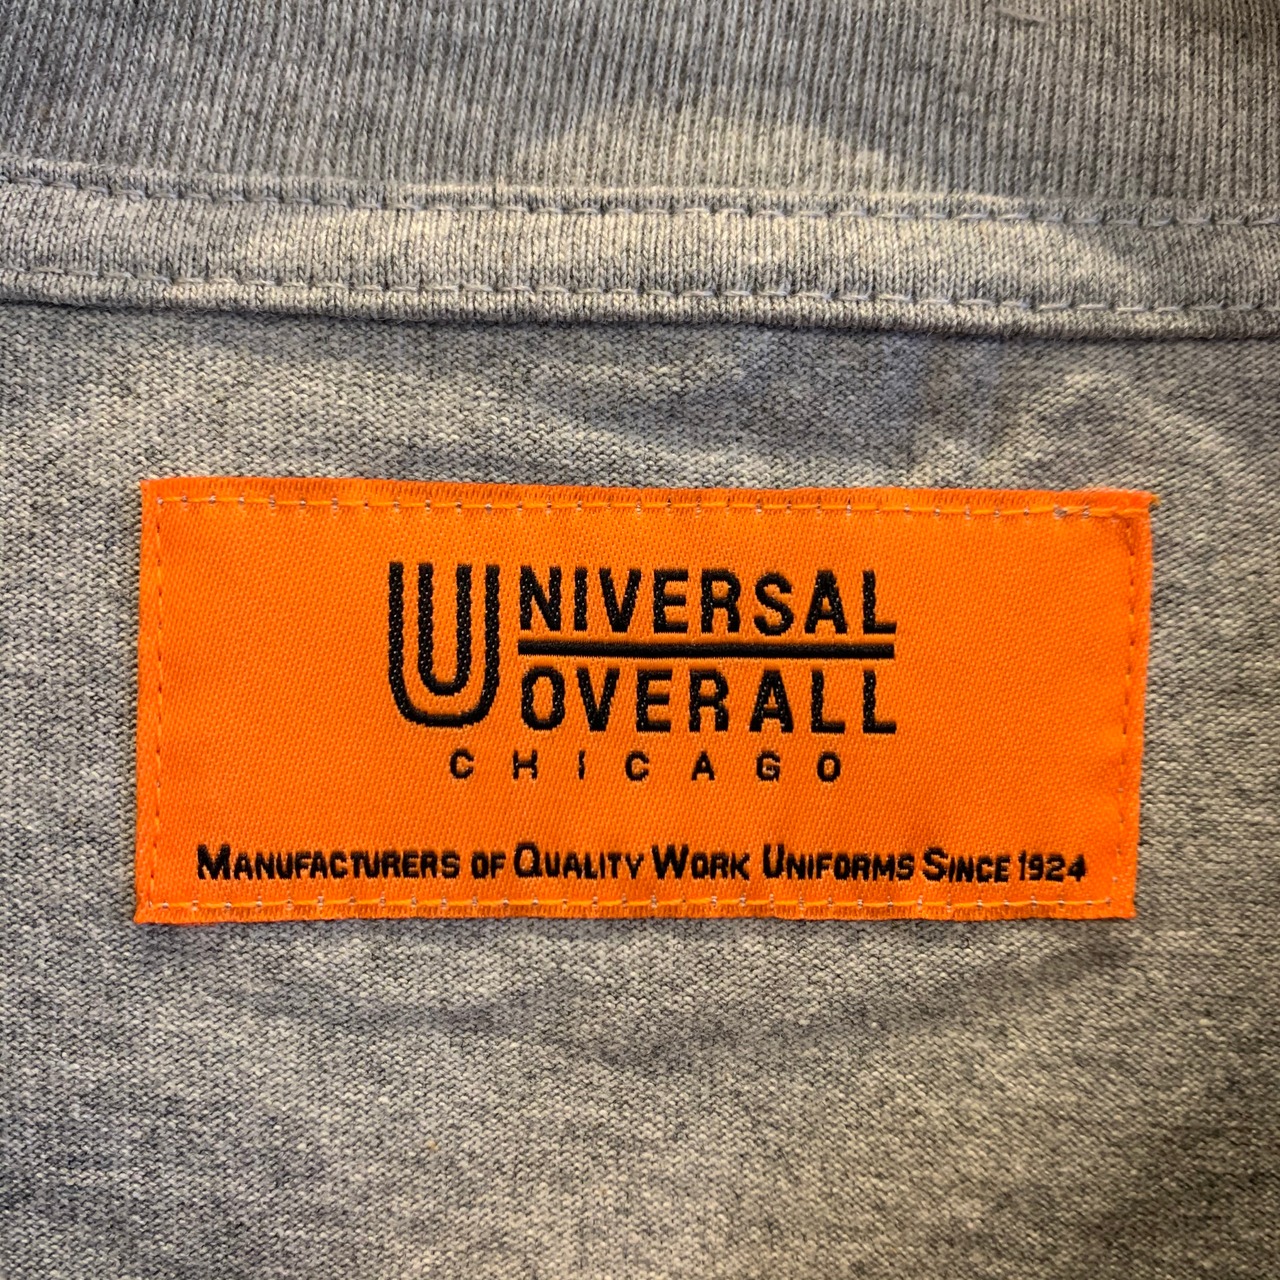 UNIVERSAL
OVERALL
CHICAGO
MANUFACTURERS OF QUALITY WORK UNIFORMS SINCE 1924